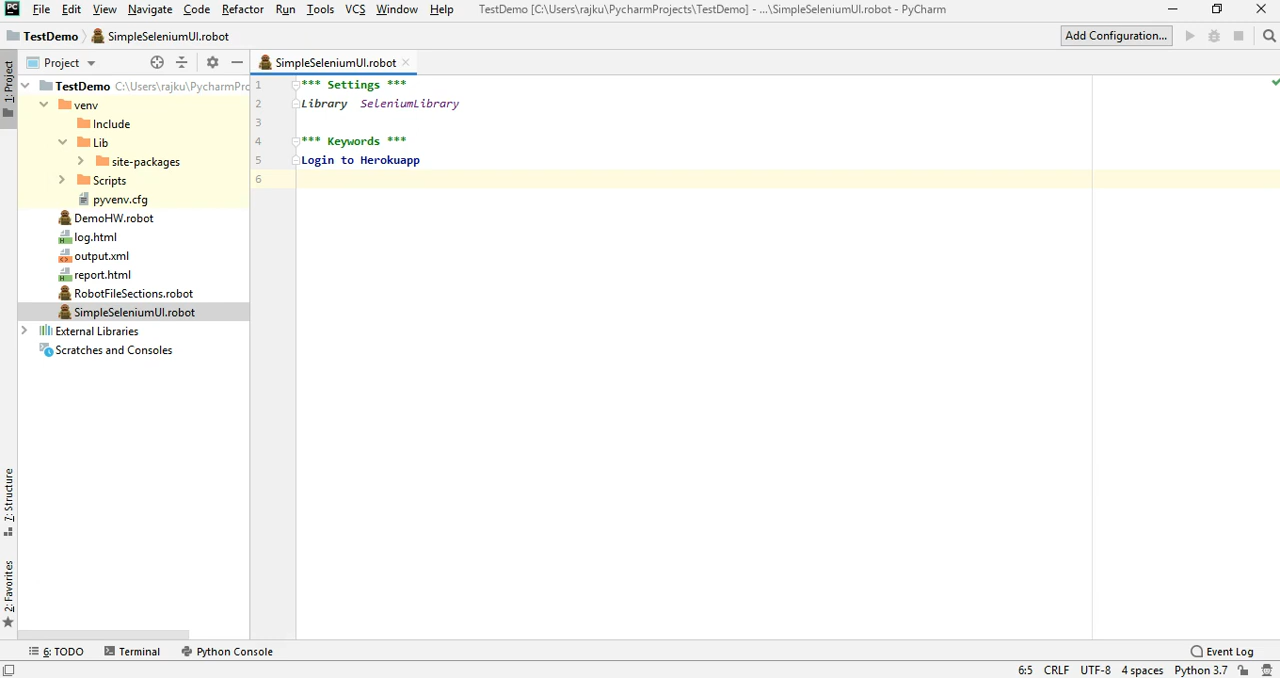 PC File Edit View Navigate Code Refactor Run Tools VCS Window Help TestDemo [C:\Users\rajku\PycharmProjects\TestDemo] - ...\SimpleSeleniumUI.robot - PyCharm
TestDemo SimpleSeleniumUI.robot Add Configuration...
1: Project
Project
SimpleSeleniumUI.robot
TestDemo C:\Users\rajku\PycharmPro
venv
Include
Lib
site-packages
Scripts
pyvenv.cfg
DemoHW.robot
log.html
output.xml
report.html
RobotFileSections.robot
SimpleSeleniumUI.robot
External Libraries
Scratches and Consoles
1 *** Settings ***
2 Library SeleniumLibrary
3
4 *** Keywords ***
5 Login to Herokuapp
6
7: Structure
2: Favorites
6: TODO Terminal Python Console Event Log
6:5 CRLF UTF-8 4 spaces Python 3.7